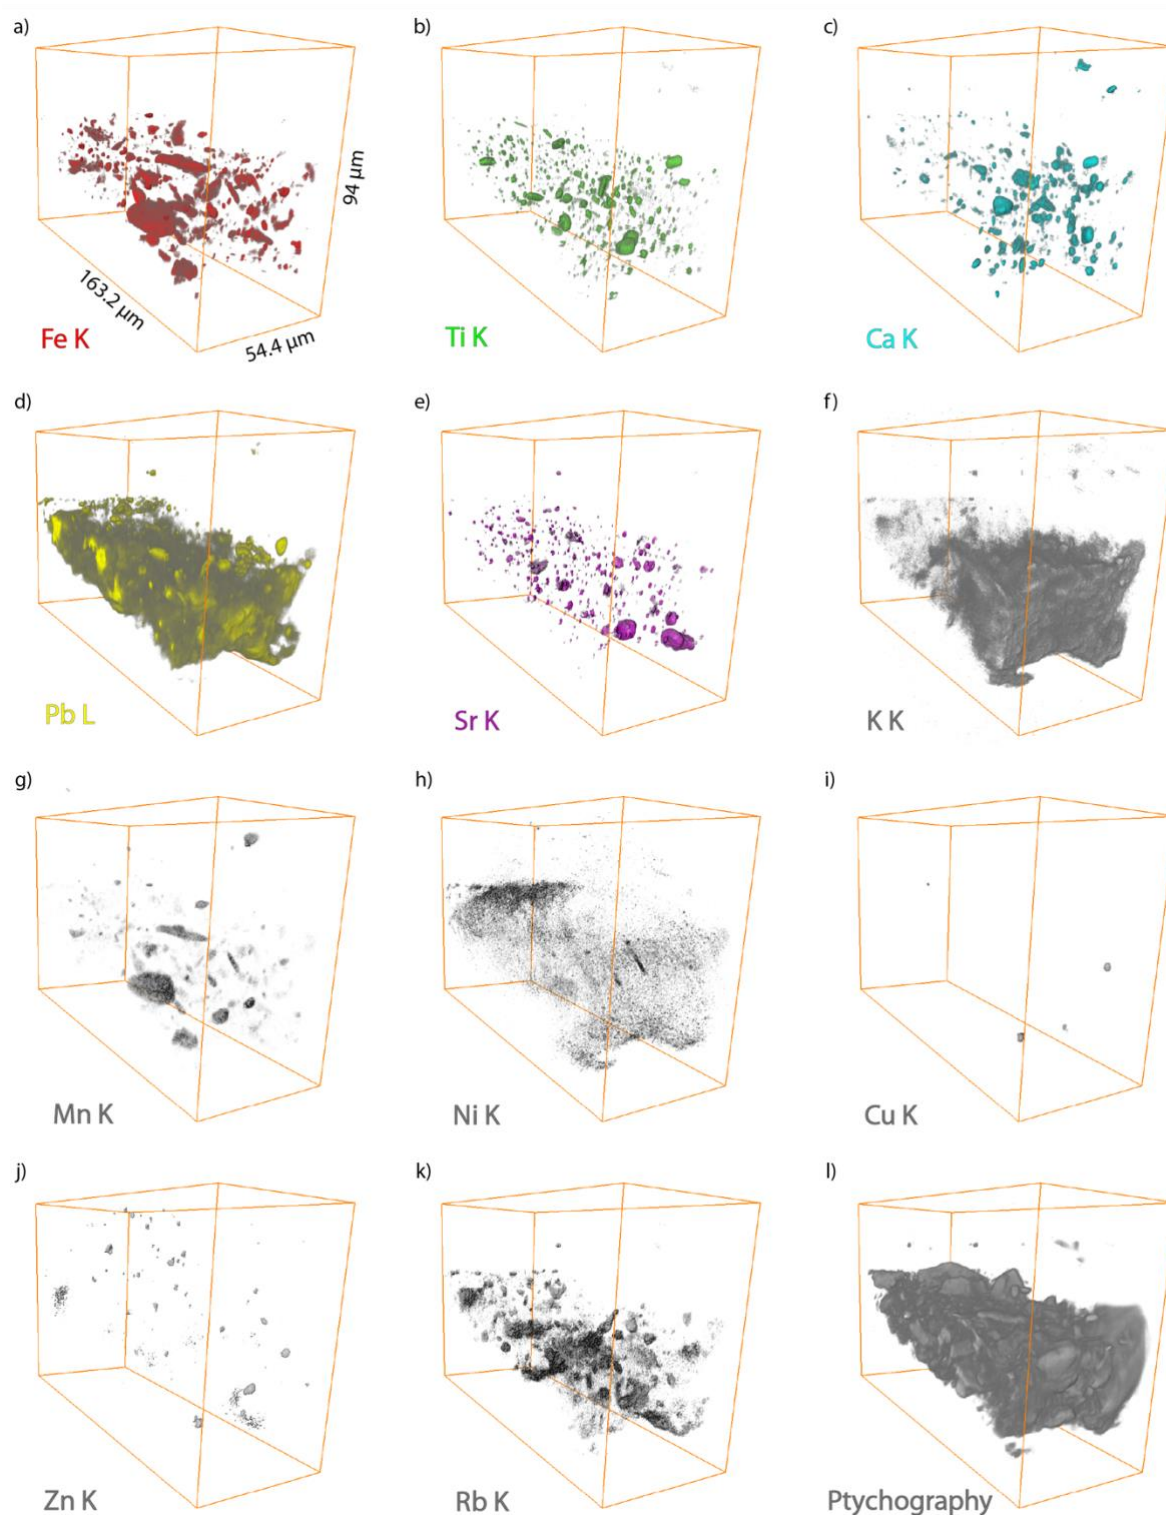 a)
b)
c)
94 µm
163.2 µm
54.4 µm
Fe K
Ti K
Ca K
d)
e)
f)
Pb L
Sr K
K K
g)
h)
i)
Mn K
Ni K
Cu K
j)
k)
l)
Zn K
Rb K
Ptychography